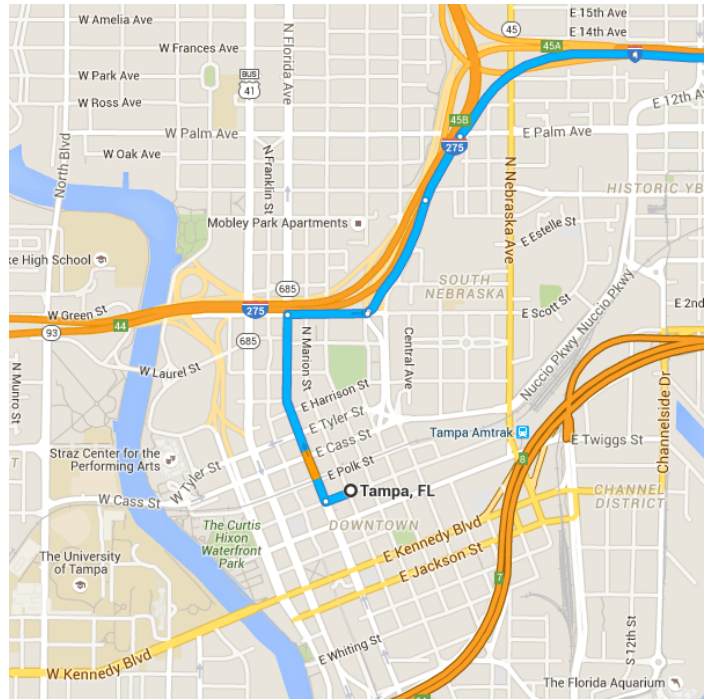 E 15th Ave
W Amelia Ave
45
E 14th Ave
45A
W Frances Ave
N Florida Ave
4
W Park Ave
BUS
41
E 12th A
W Ross Ave
45B
W Palm Ave
E Palm Ave
275
W Oak Ave
North Blvd
N Franklin St
N Nebraska Ave
HISTORIC YB
Mobley Park Apartments
E Estelle St
ke High School
SOUTH
NEBRASKA
Nuccio Pkwy
685
E Scott St
E 2nd
W Green St
275
44
93
685
N Marion St
Central Ave
Nuccio Pkwy
W Laurel St
N Munro St
E Harrison St
Channelside Dr
E Tyler St
E Cass St
Tampa Amtrak
E Twiggs St
Straz Center for the
Performing Arts
T
W Tyler St
E Polk St
8
Tampa, FL
W Cass St
CHANNEL
DISTRICT
The Curtis
Hixon
Waterfront
Park
DOWNTOWN
E Kennedy Blvd
The University
of Tampa
E Jackson St
7
E Whiting St
S 12th St
W Kennedy Blvd
The Florida Aquarium